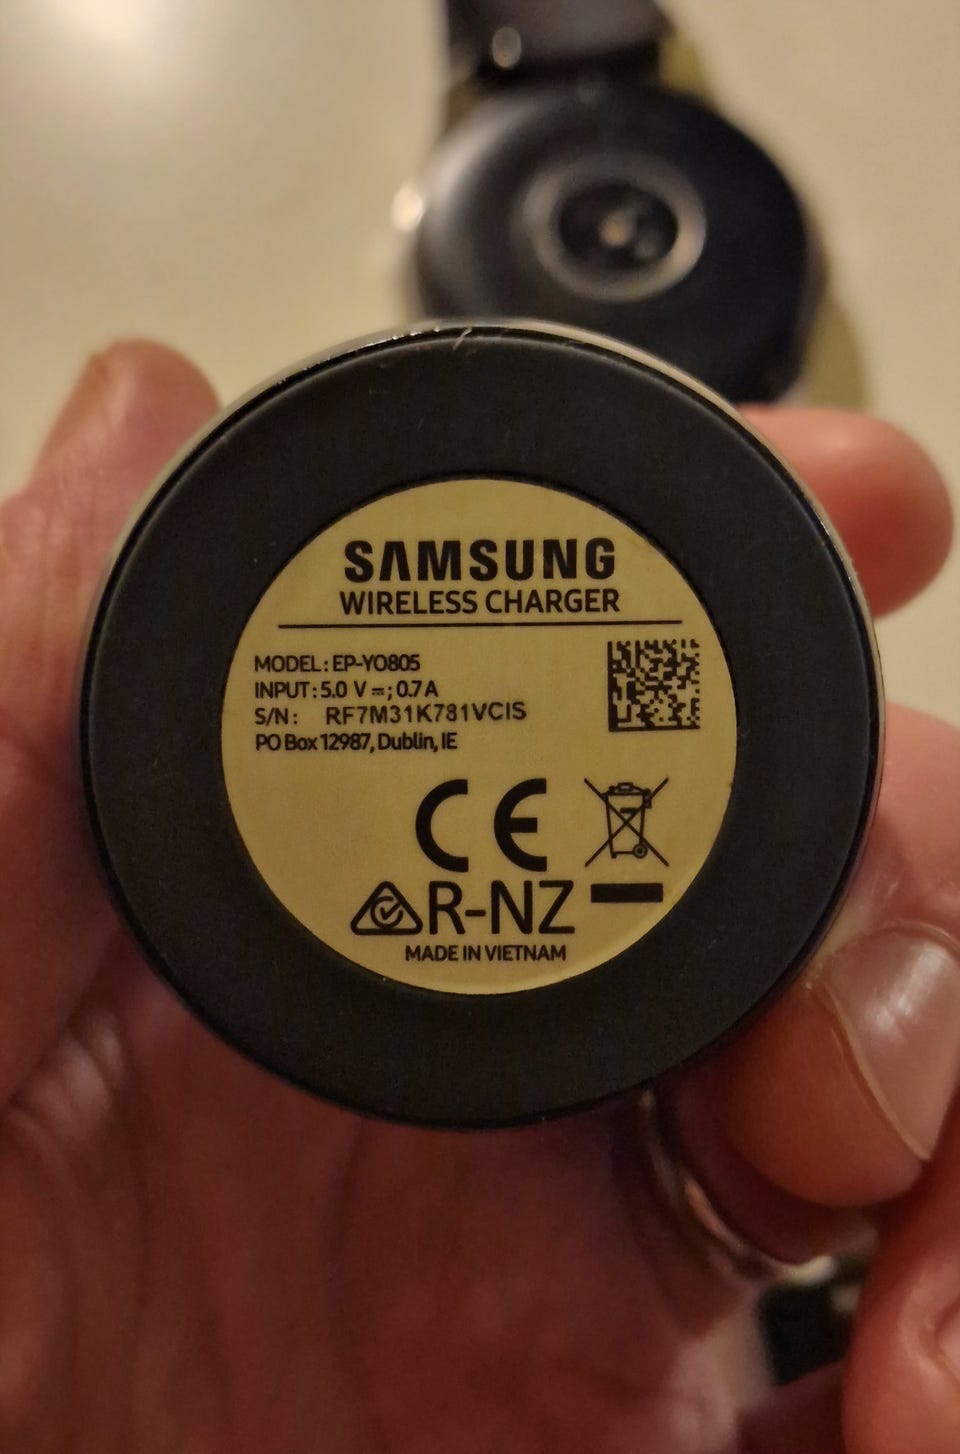 SAMSUNG
WIRELESS CHARGER
MODEL: EP-YO805
INPUT: 5.0 V ⎓; 0.7 A
S/N: RF7M31K781VCIS
PO Box 12987, Dublin, IE
CE
R-NZ
MADE IN VIETNAM